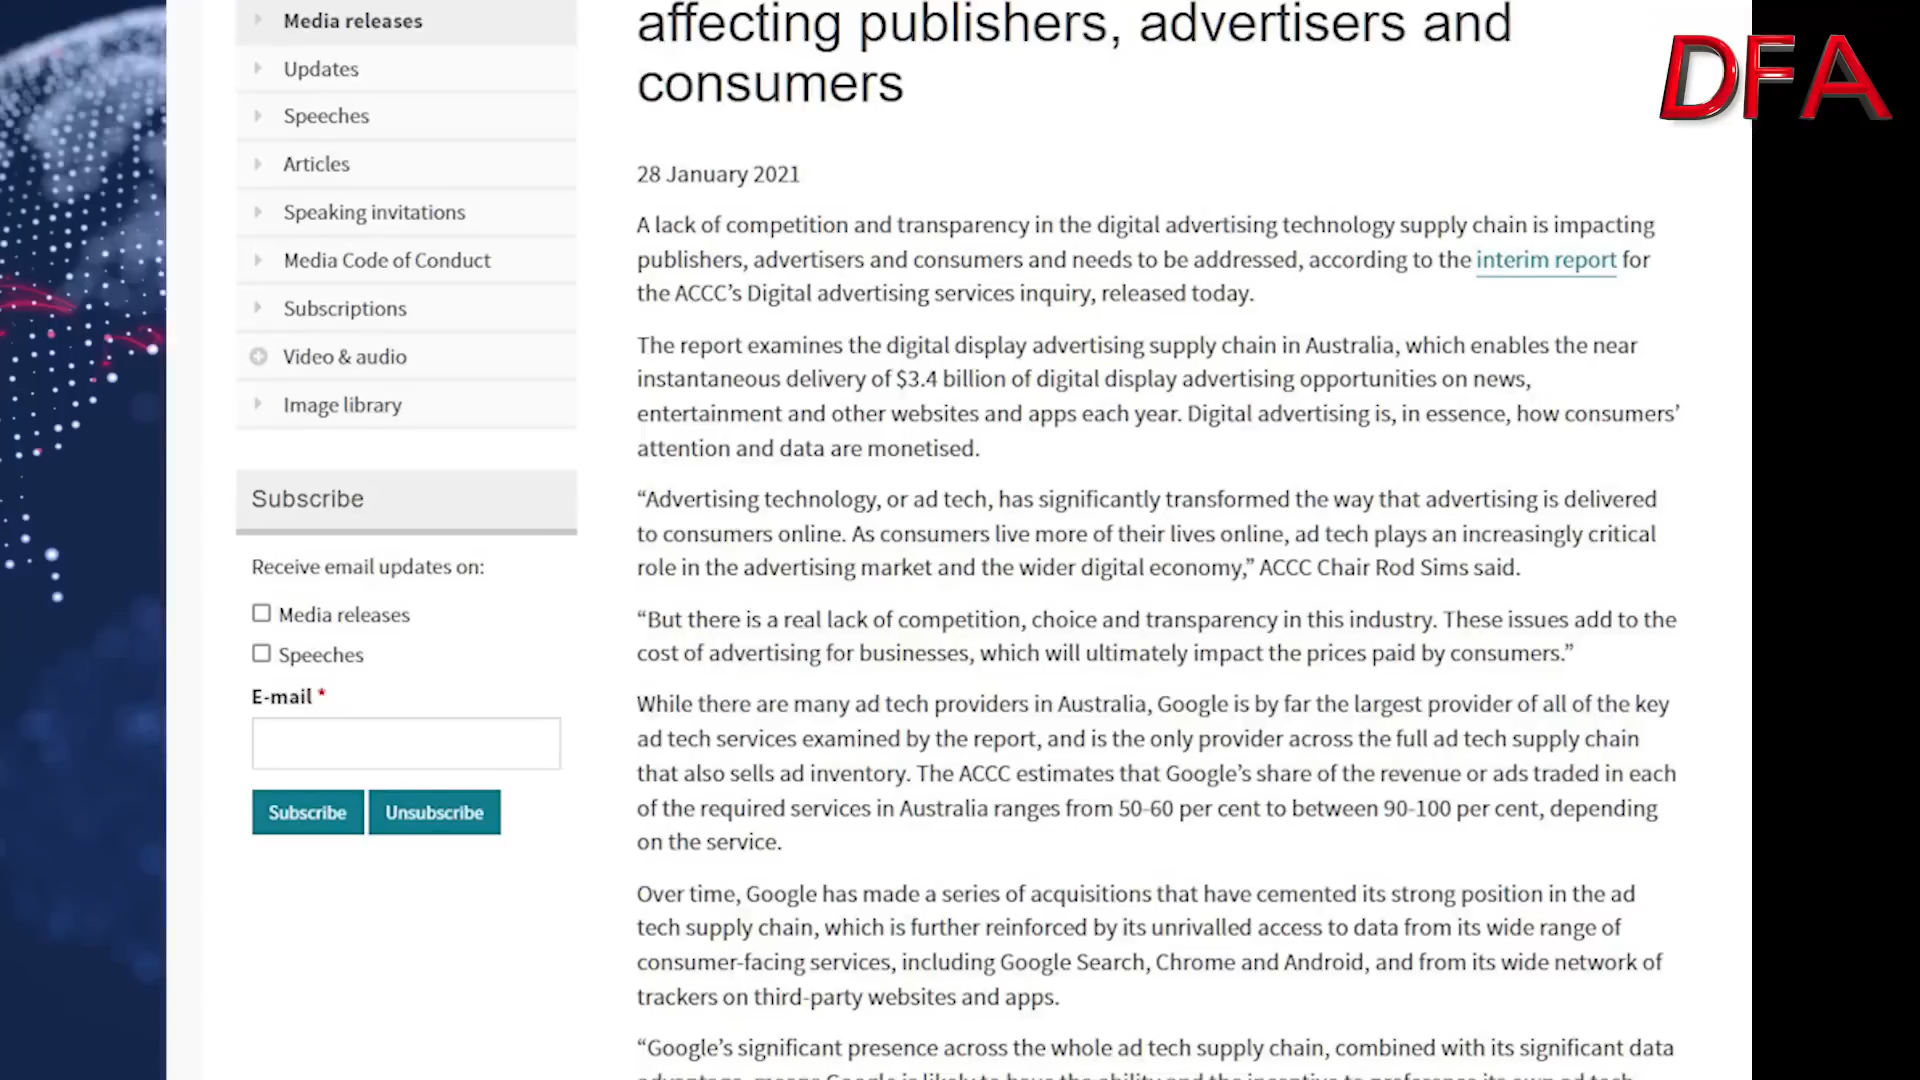 Media releases
Updates
Speeches
Articles
Speaking invitations
Media Code of Conduct
Subscriptions
Video & audio
Image library
Subscribe
Receive email updates on:
Media releases
Speeches
E-mail *
Subscribe Unsubscribe
affecting publishers, advertisers and
consumers
28 January 2021
A lack of competition and transparency in the digital advertising technology supply chain is impacting
publishers, advertisers and consumers and needs to be addressed, according to the interim report for
the ACCC’s Digital advertising services inquiry, released today.
The report examines the digital display advertising supply chain in Australia, which enables the near
instantaneous delivery of $3.4 billion of digital display advertising opportunities on news,
entertainment and other websites and apps each year. Digital advertising is, in essence, how consumers’
attention and data are monetised.
“Advertising technology, or ad tech, has significantly transformed the way that advertising is delivered
to consumers online. As consumers live more of their lives online, ad tech plays an increasingly critical
role in the advertising market and the wider digital economy,” ACCC Chair Rod Sims said.
“But there is a real lack of competition, choice and transparency in this industry. These issues add to the
cost of advertising for businesses, which will ultimately impact the prices paid by consumers.”
While there are many ad tech providers in Australia, Google is by far the largest provider of all of the key
ad tech services examined by the report, and is the only provider across the full ad tech supply chain
that also sells ad inventory. The ACCC estimates that Google’s share of the revenue or ads traded in each
of the required services in Australia ranges from 50-60 per cent to between 90-100 per cent, depending
on the service.
Over time, Google has made a series of acquisitions that have cemented its strong position in the ad
tech supply chain, which is further reinforced by its unrivalled access to data from its wide range of
consumer-facing services, including Google Search, Chrome and Android, and from its wide network of
trackers on third-party websites and apps.
“Google’s significant presence across the whole ad tech supply chain, combined with its significant data
DFA